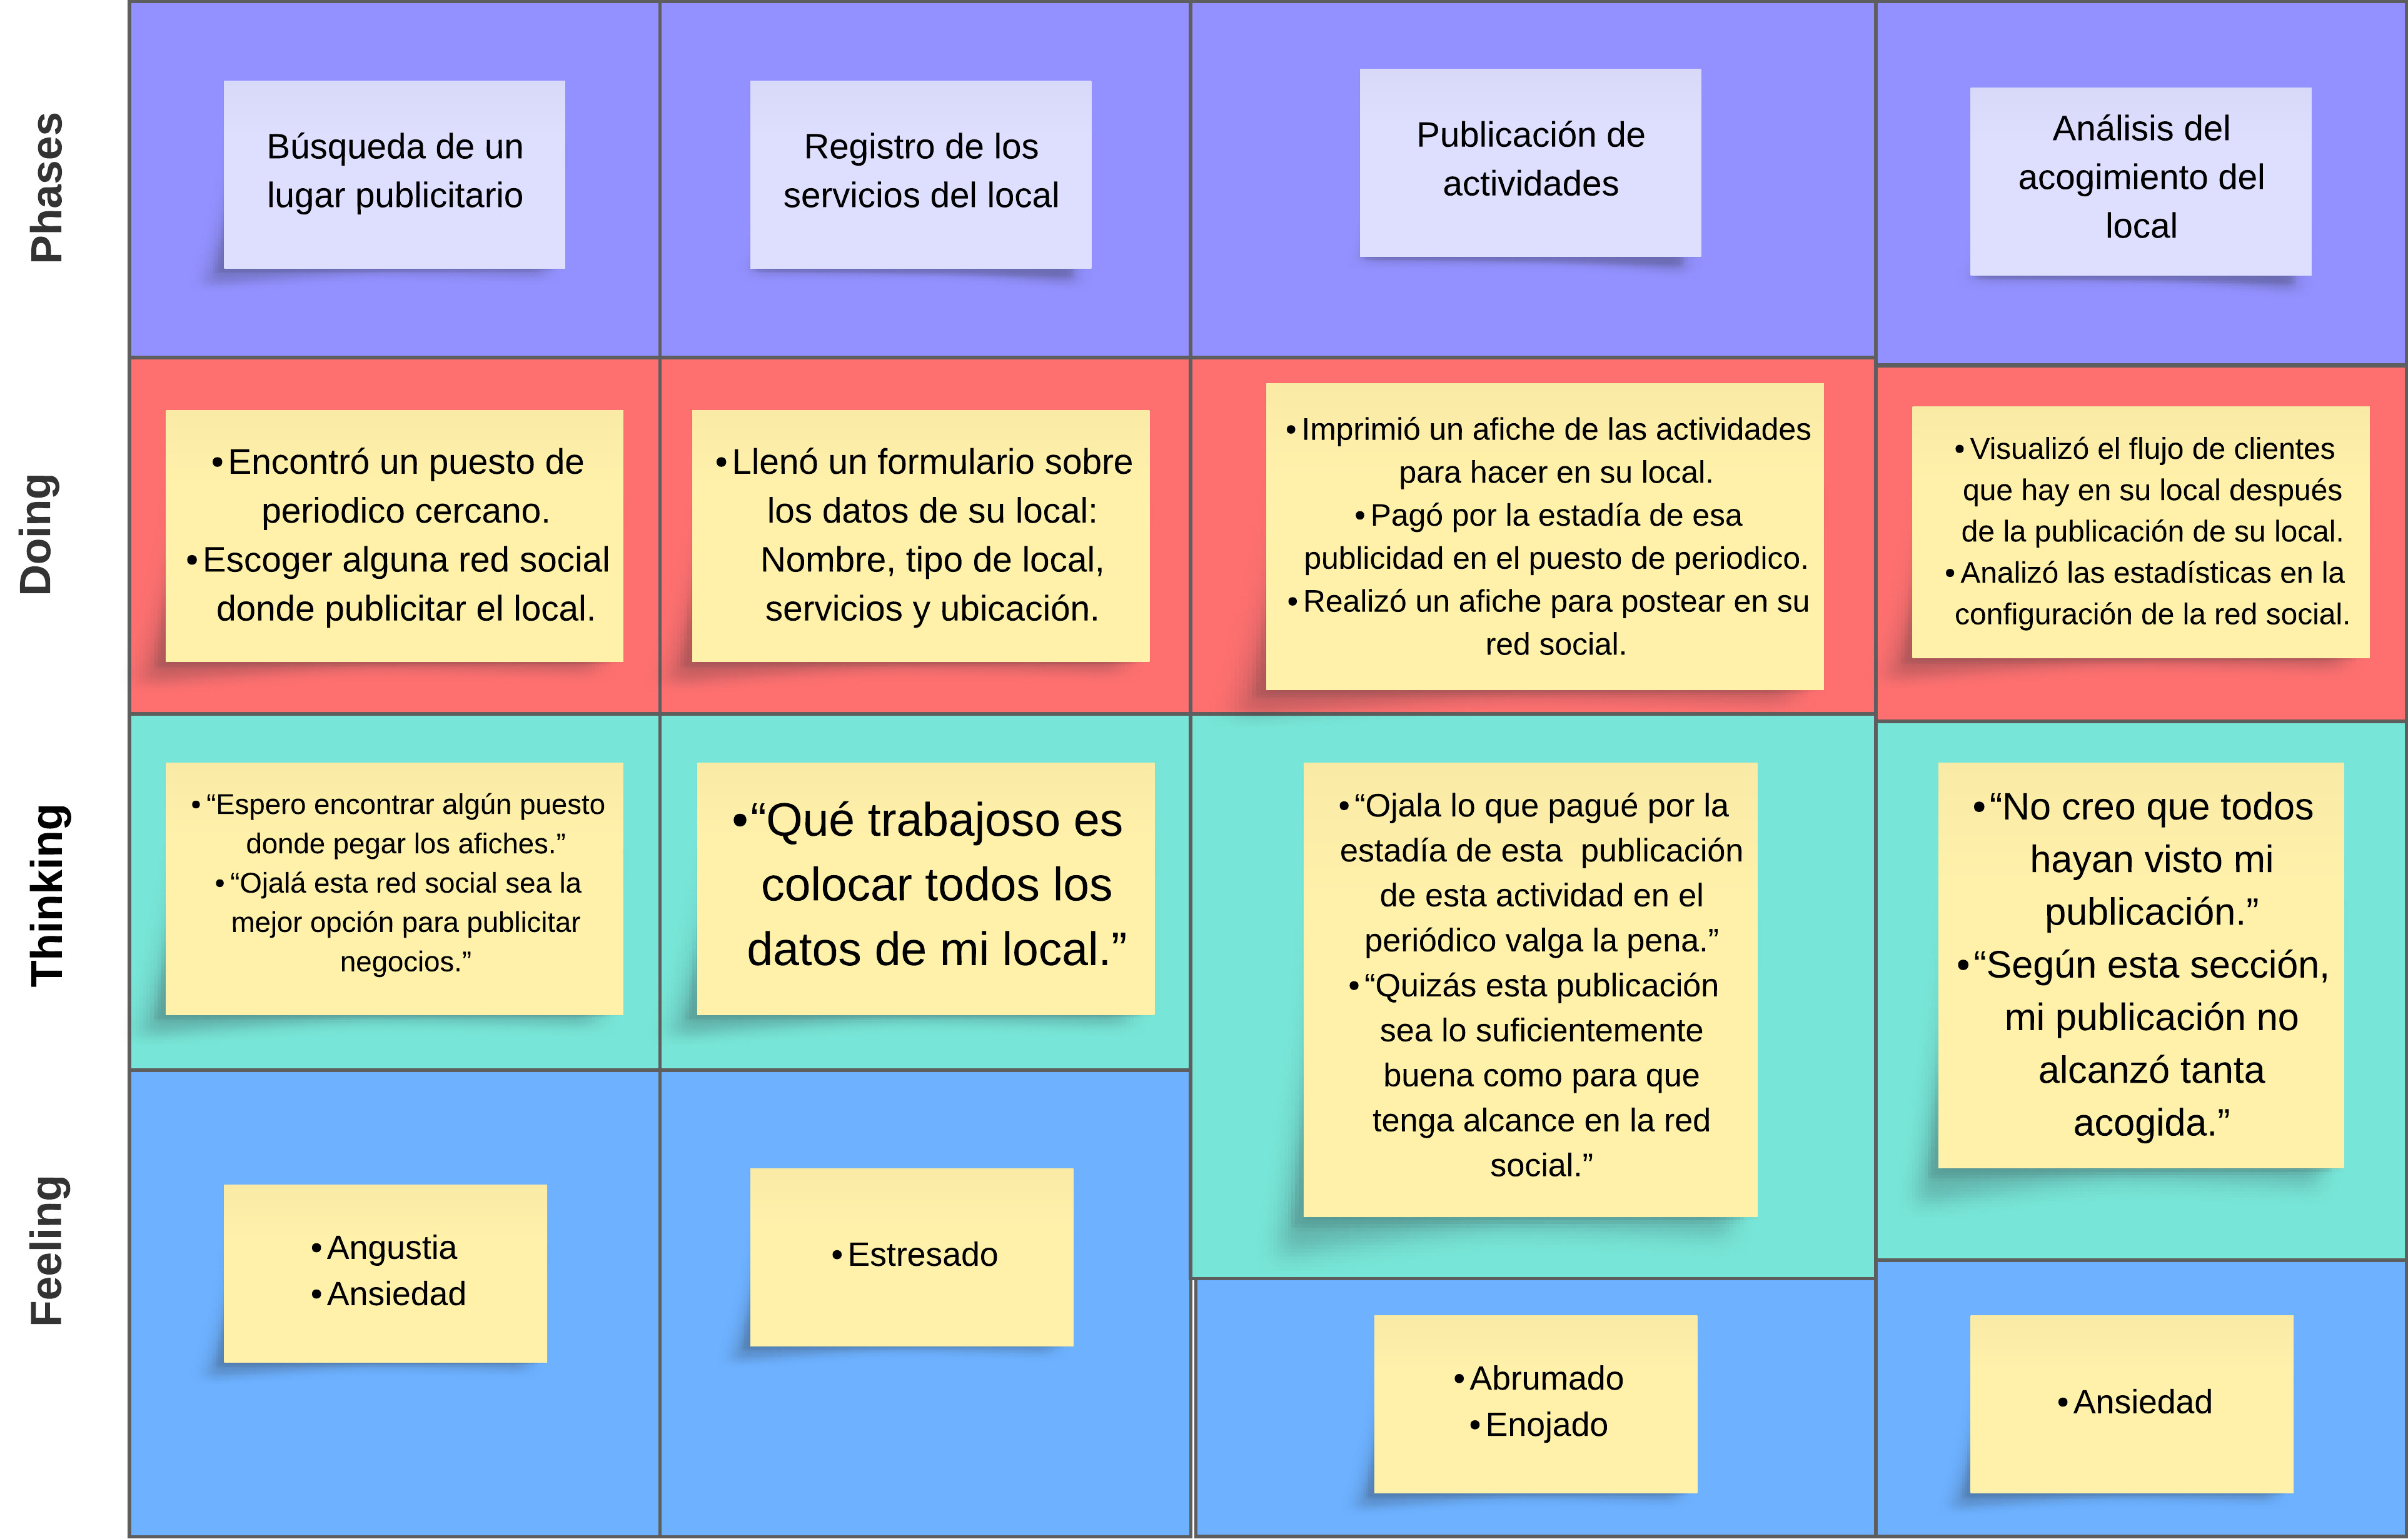 Phases
Búsqueda de un
lugar publicitario
Registro de los
servicios del local
Publicación de
actividades
Análisis del
acogimiento del
local
Doing
•Encontró un puesto de
periodico cercano.
•Escoger alguna red social
donde publicitar el local.
•Llenó un formulario sobre
los datos de su local:
Nombre, tipo de local,
servicios y ubicación.
•Imprimió un afiche de las actividades
para hacer en su local.
•Pagó por la estadía de esa
publicidad en el puesto de periodico.
•Realizó un afiche para postear en su
red social.
•Visualizó el flujo de clientes
que hay en su local después
de la publicación de su local.
•Analizó las estadísticas en la
configuración de la red social.
Thinking
•“Espero encontrar algún puesto
donde pegar los afiches.”
•“Ojalá esta red social sea la
mejor opción para publicitar
negocios.”
•“Qué trabajoso es
colocar todos los
datos de mi local.”
•“Ojala lo que pagué por la
estadía de esta publicación
de esta actividad en el
periódico valga la pena.”
•“Quizás esta publicación
sea lo suficientemente
buena como para que
tenga alcance en la red
social.”
•“No creo que todos
hayan visto mi
publicación.”
•“Según esta sección,
mi publicación no
alcanzó tanta
acogida.”
Feeling
•Angustia
•Ansiedad
•Estresado
•Abrumado
•Enojado
•Ansiedad